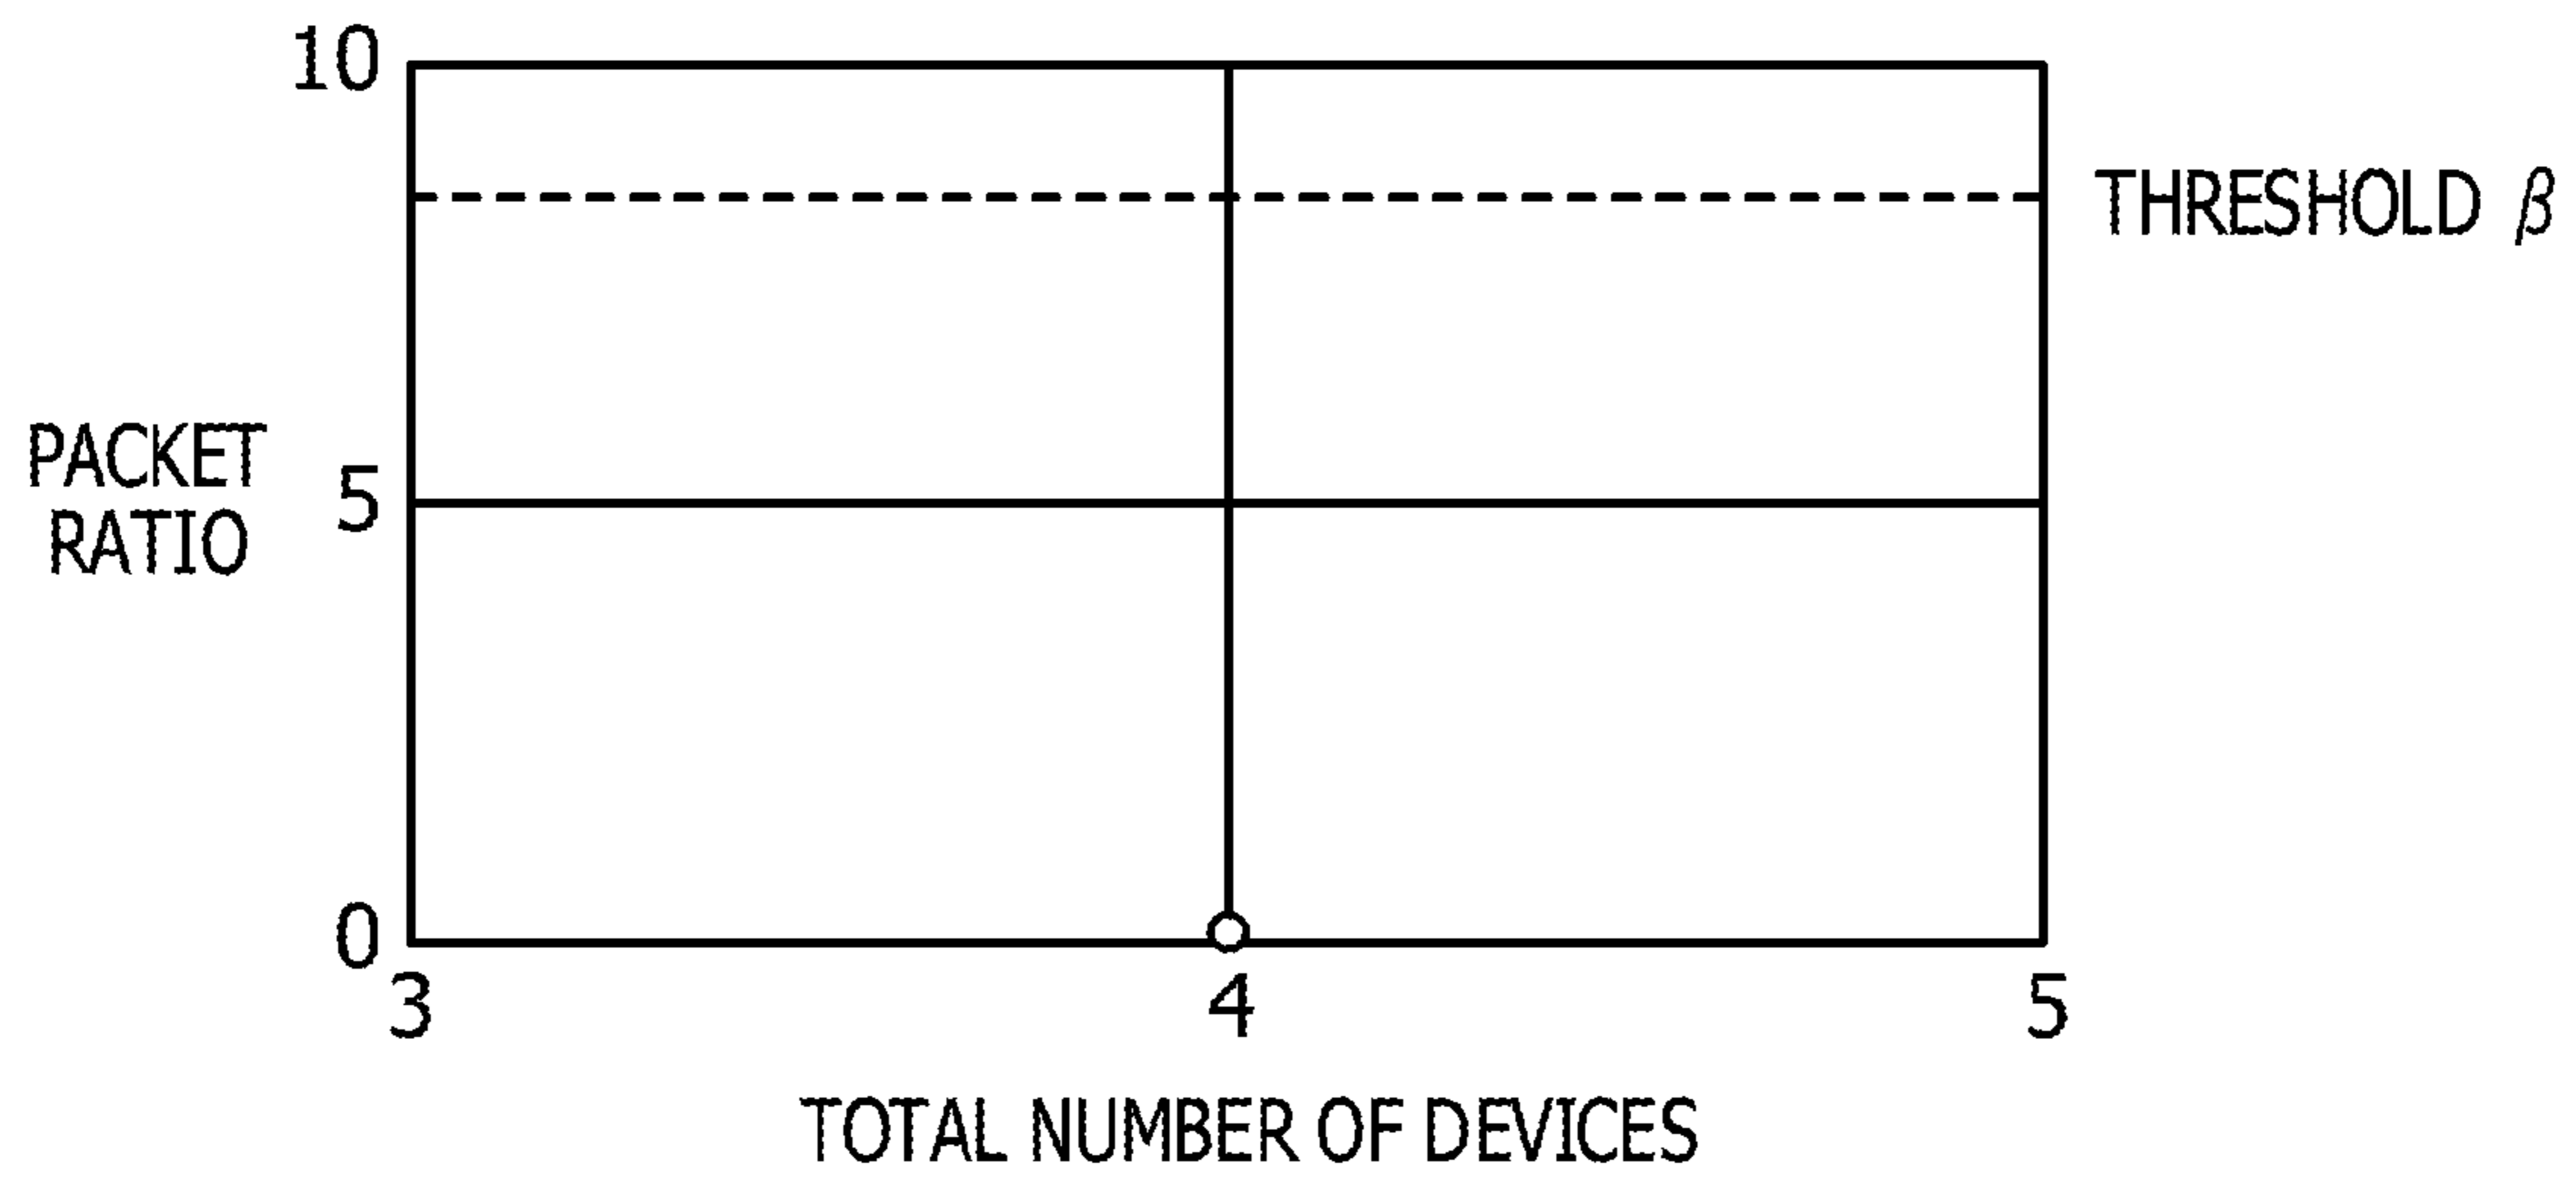 10
THRESHOLD β
PACKET
RATIO
5
0
3
4
5
TOTAL NUMBER OF DEVICES